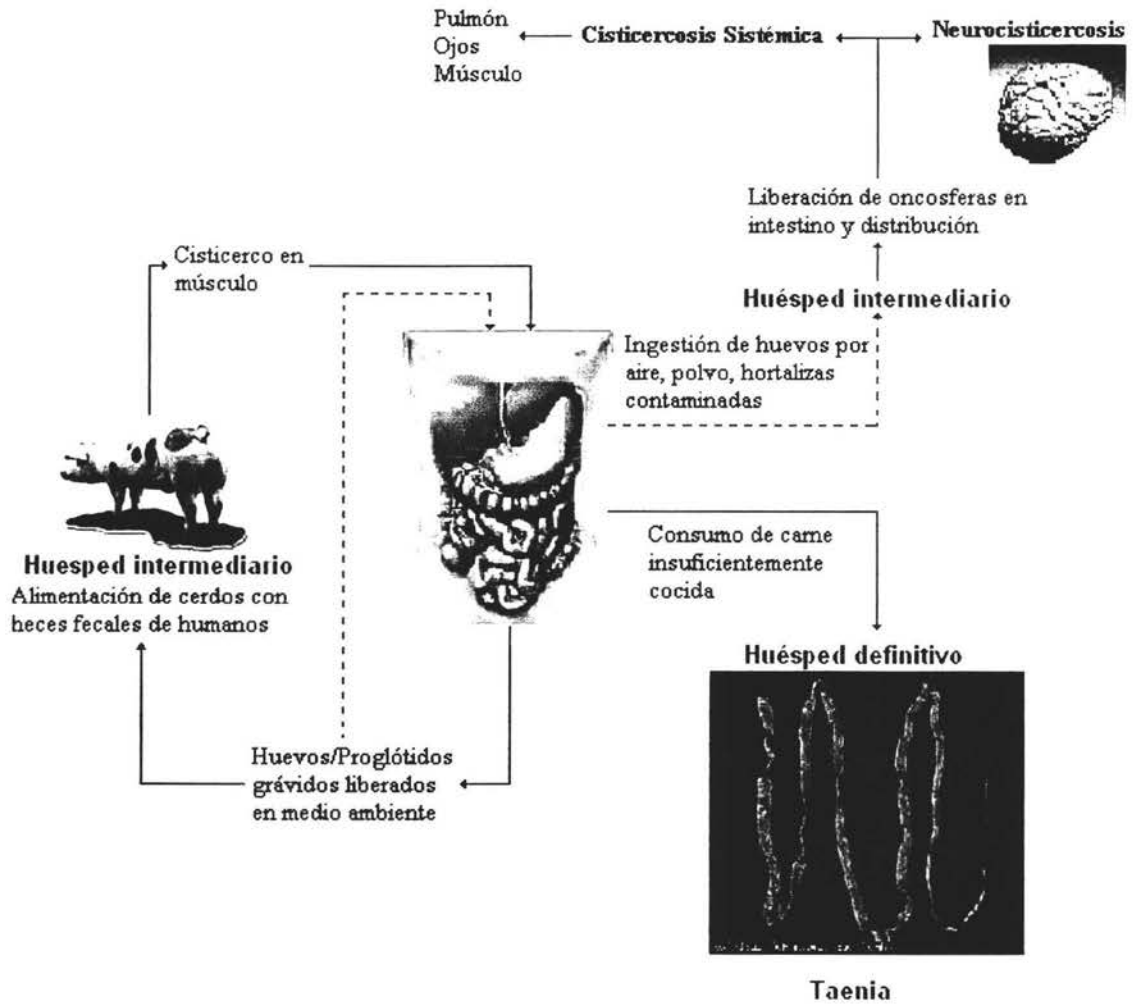 Pulmón
Ojos
Músculo
Cisticercosis Sistémica
Neurocisticercosis
Liberación de oncosferas en
intestino y distribución
Huésped intermediario
Cisticerco en
músculo
Ingestión de huevos por
aire, polvo, hortalizas
contaminadas
Huesped intermediario
Alimentación de cerdos con
heces fecales de humanos
Consumo de carne
insuficientemente
cocida
Huésped definitivo
Huevos/Proglótidos
grávidos liberados
en medio ambiente
Taenia